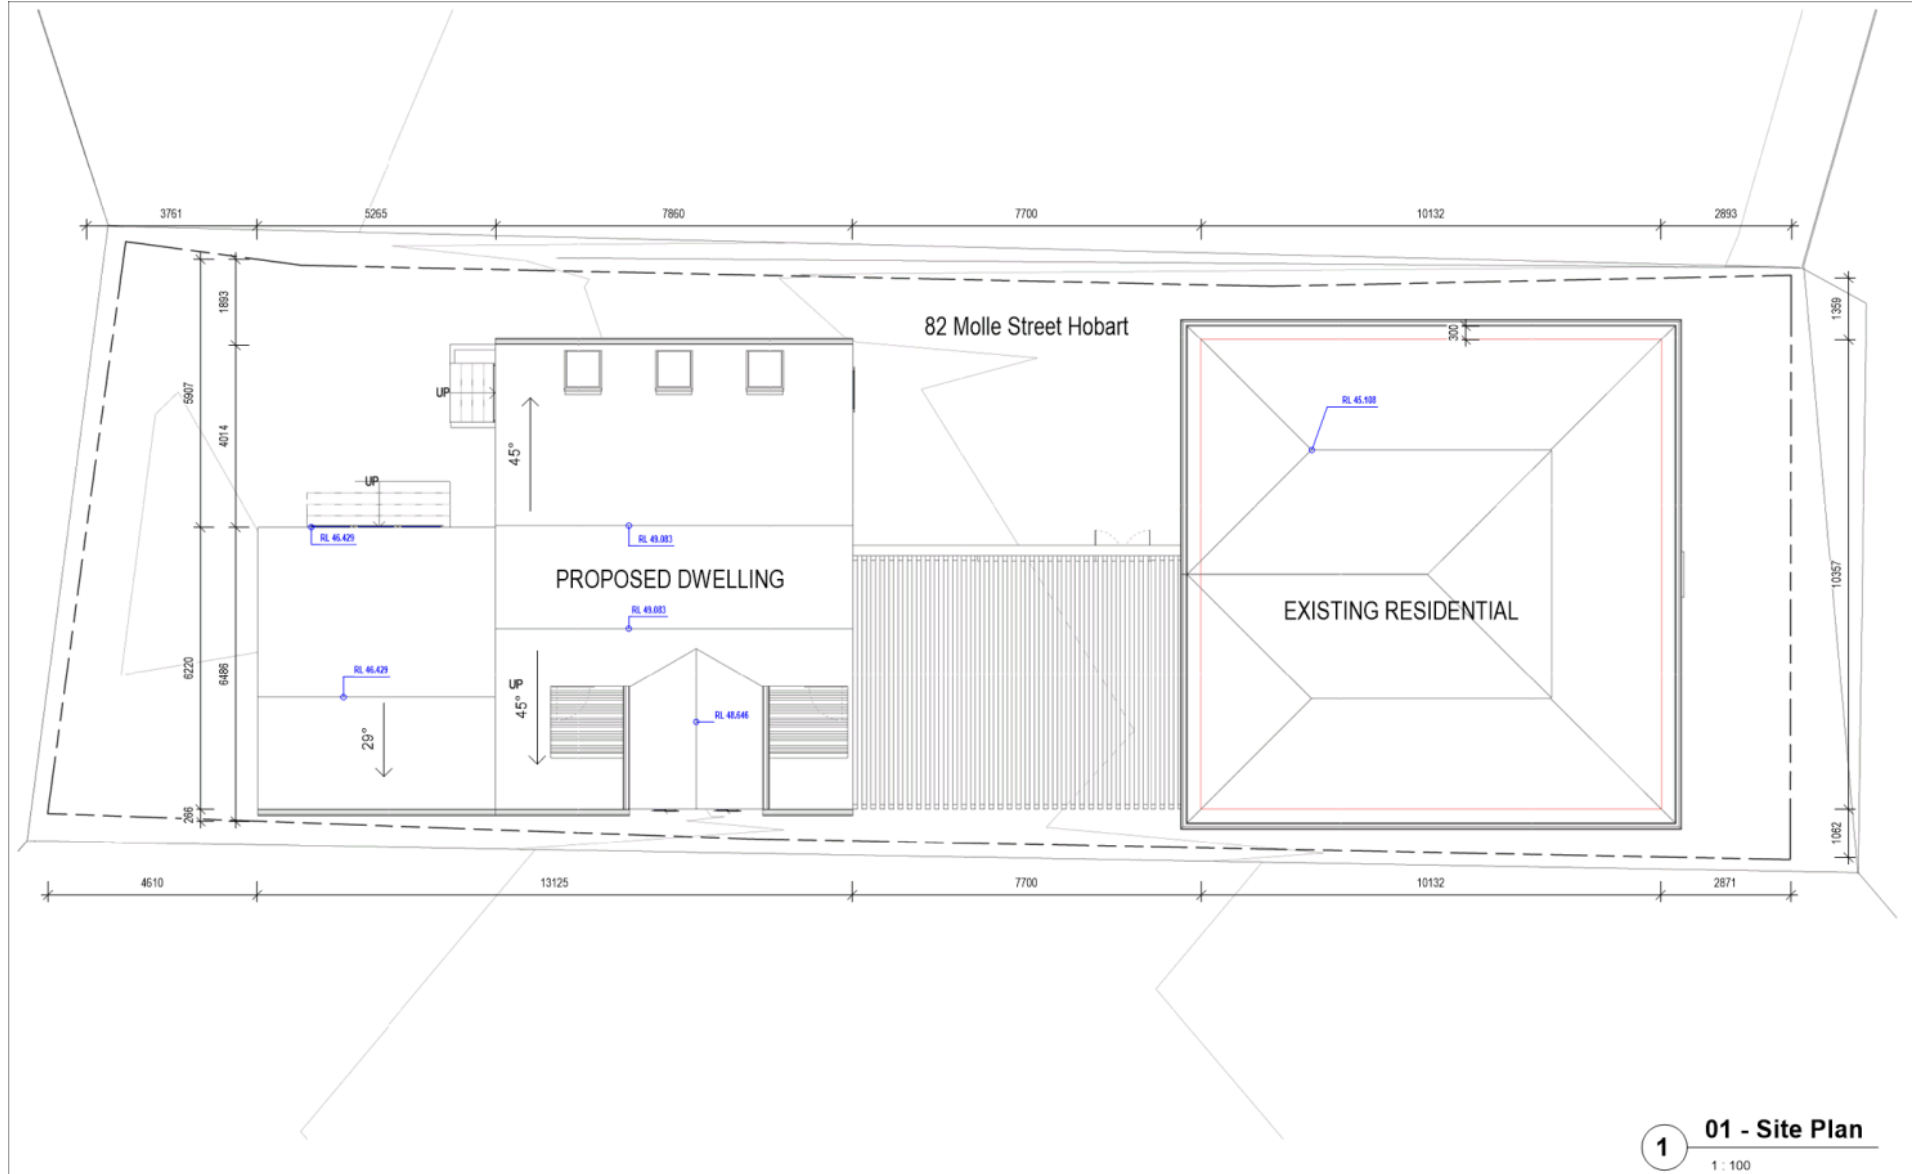 3761
5265
7860
7700
10132
2893
1893
5907
4014
1359
82 Molle Street Hobart
300
UP
45°
RL 45.108
UP
RL 46.429
RL 49.083
PROPOSED DWELLING
RL 49.083
EXISTING RESIDENTIAL
10357
6220
6486
RL 46.429
UP
45°
RL 48.646
29°
266
1062
4610
13125
7700
10132
2871
1
01 - Site Plan
1 : 100